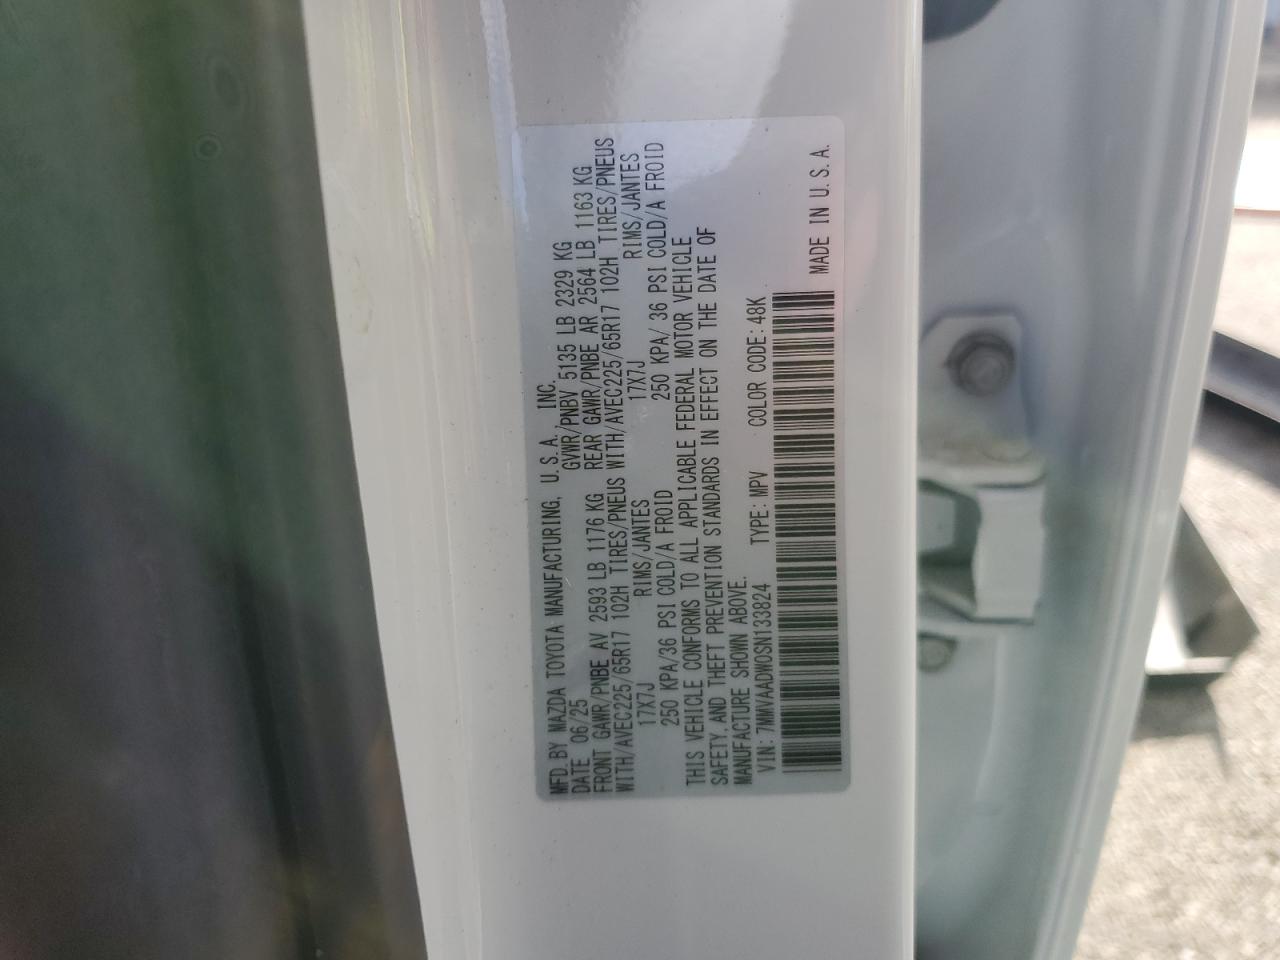 MFD. BY MAZDA TOYOTA MANUFACTURING, U.S.A., INC.
DATE 06/25 GVWR/PNBV 5135 LB 2329 KG
FRONT GAWR/PNBE AV 2593 LB 1176 KG REAR GAWR/PNBE AR 2564 LB 1163 KG
WITH/AVEC225/65R17 102H TIRES/PNEUS WITH/AVEC225/65R17 102H TIRES/PNEUS
17X7J RIMS/JANTES 17X7J RIMS/JANTES
250 KPA/36 PSI COLD/A FROID 250 KPA/ 36 PSI COLD/A FROID
THIS VEHICLE CONFORMS TO ALL APPLICABLE FEDERAL MOTOR VEHICLE
SAFETY, AND THEFT PREVENTION STANDARDS IN EFFECT ON THE DATE OF
MANUFACTURE SHOWN ABOVE.
VIN: 7MMVAADW0SN133824 TYPE: MPV COLOR CODE: 48K
MADE IN U.S.A.